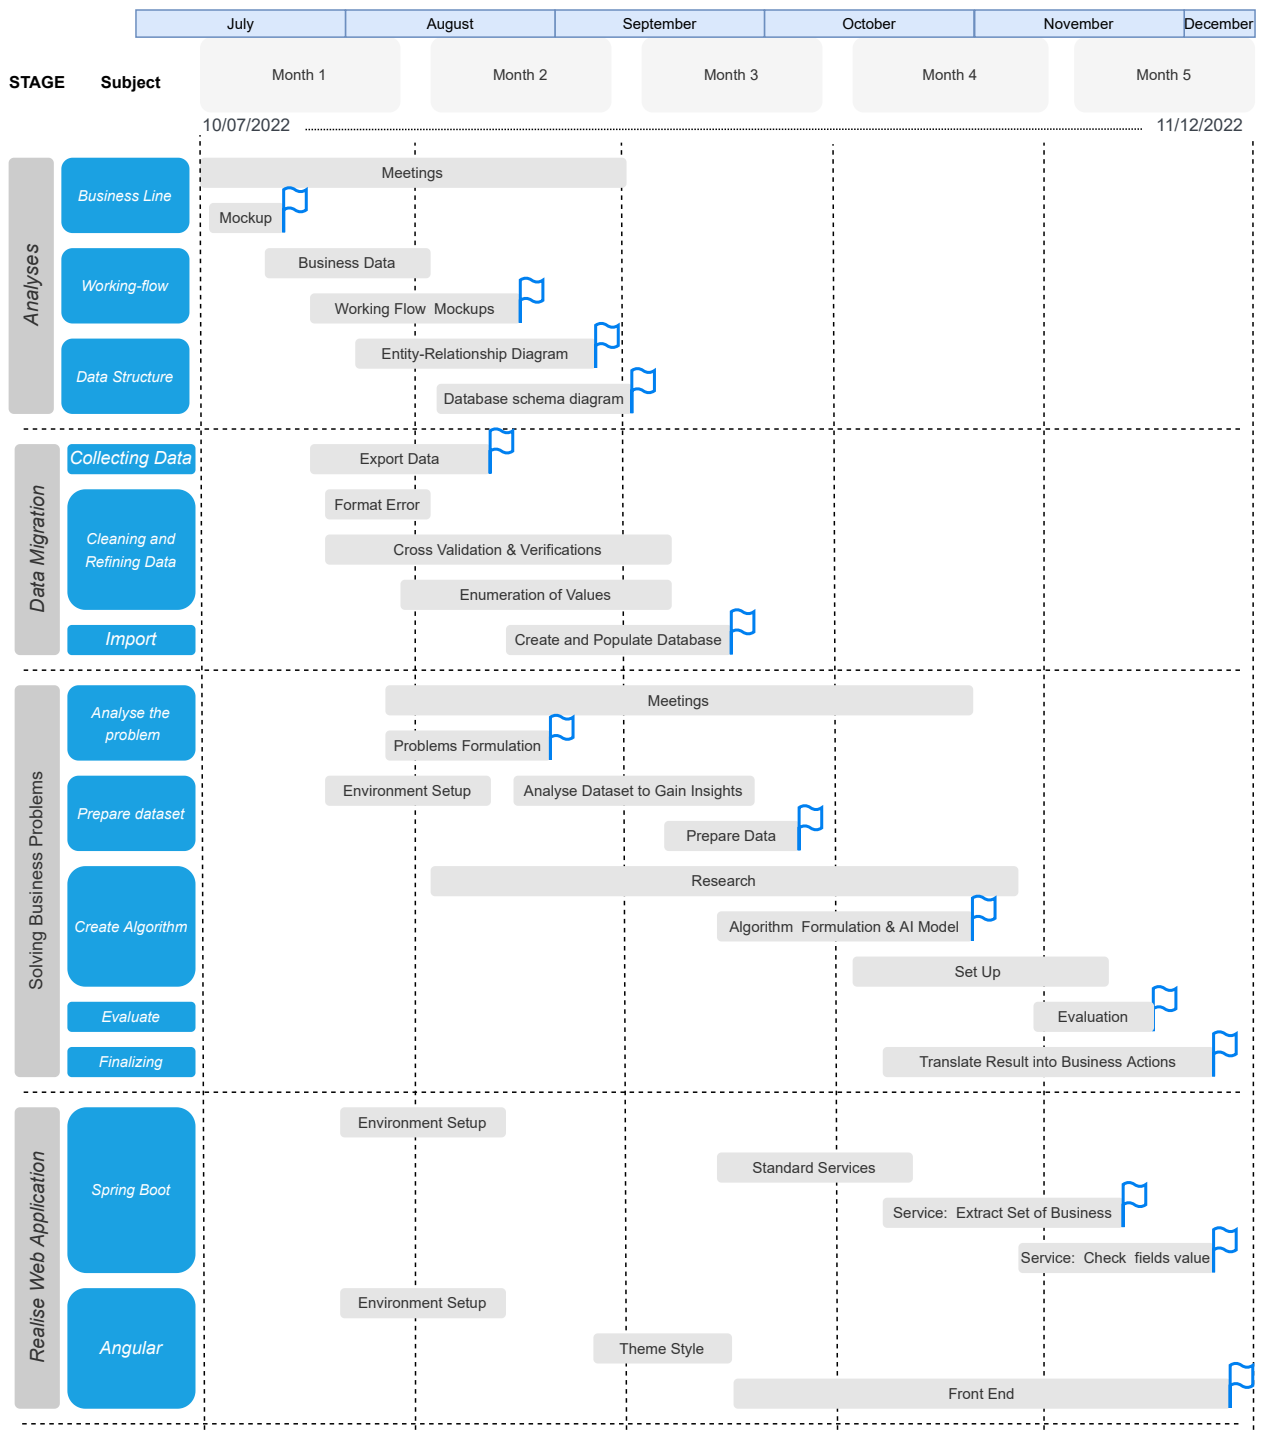 July
August
September
October
November
December
STAGE
Subject
Month 1
Month 2
Month 3
Month 4
Month 5
10/07/2022
11/12/2022
Analyses
Business Line
Meetings
Mockup
Working-flow
Business Data
Working Flow  Mockups
Data Structure
Entity-Relationship Diagram
Database schema diagram
Data Migration
Collecting Data
Export Data
Cleaning and
Refining Data
Format Error
Cross Validation & Verifications
Enumeration of Values
Import
Create and Populate Database
Solving Business Problems
Analyse the
problem
Meetings
Problems Formulation
Prepare dataset
Environment Setup
Analyse Dataset to Gain Insights
Prepare Data
Create Algorithm
Research
Algorithm  Formulation & AI Model
Set Up
Evaluate
Evaluation
Finalizing
Translate Result into Business Actions
Realise Web Application
Spring Boot
Environment Setup
Standard Services
Service:  Extract Set of Business
Service:  Check  fields value
Angular
Environment Setup
Theme Style
Front End